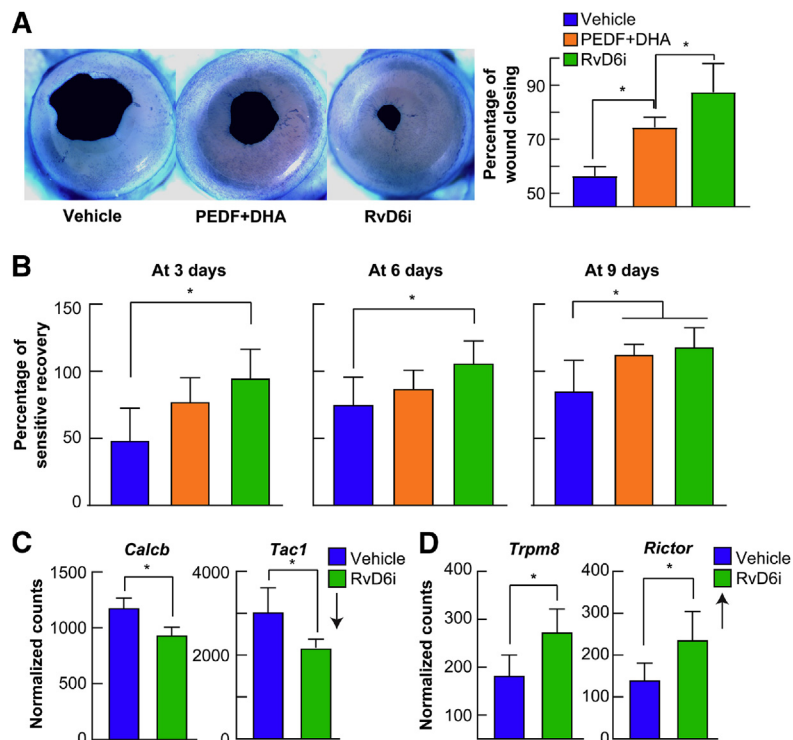 A
Vehicle
PEDF+DHA
RvD6i
Vehicle
PEDF+DHA
RvD6i
Percentage of
wound closing
90
70
50
*
*
B
At 3 days
At 6 days
At 9 days
Percentage of
sensitive recovery
150
100
50
0
*
*
*
C
Calcb
Tac1
Vehicle
RvD6i
Normalized counts
1500
1000
500
0
*
4000
2000
0
*
D
Trpm8
Rictor
Vehicle
RvD6i
Normalized counts
400
300
200
100
*
400
300
200
100
0
*